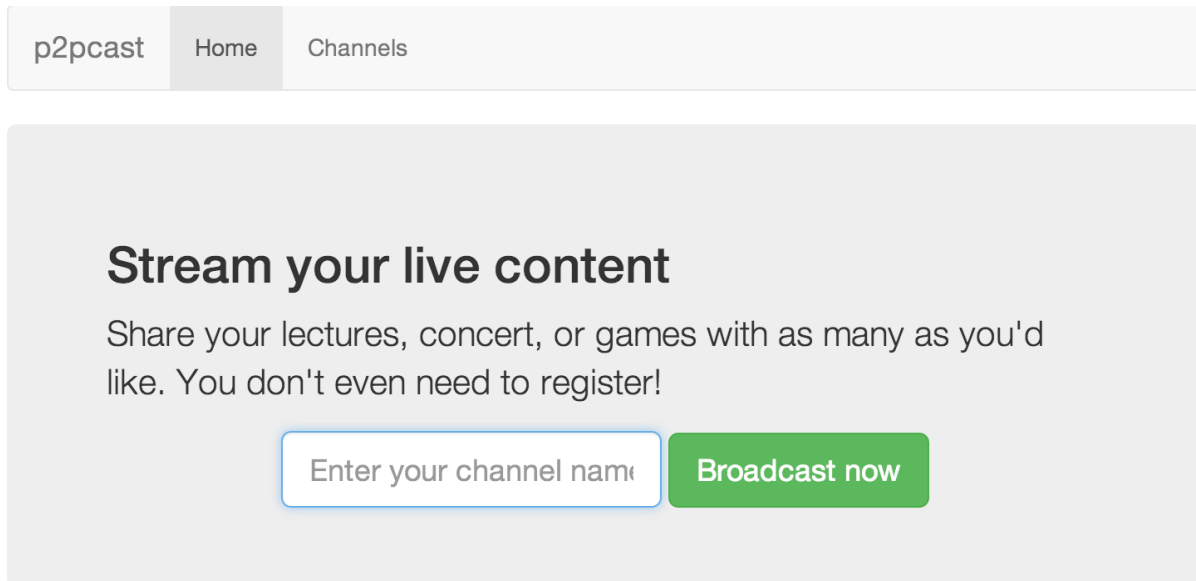 p2pcast Home Channels
Stream your live content
Share your lectures, concert, or games with as many as you'd
like. You don't even need to register!
Enter your channel name Broadcast now